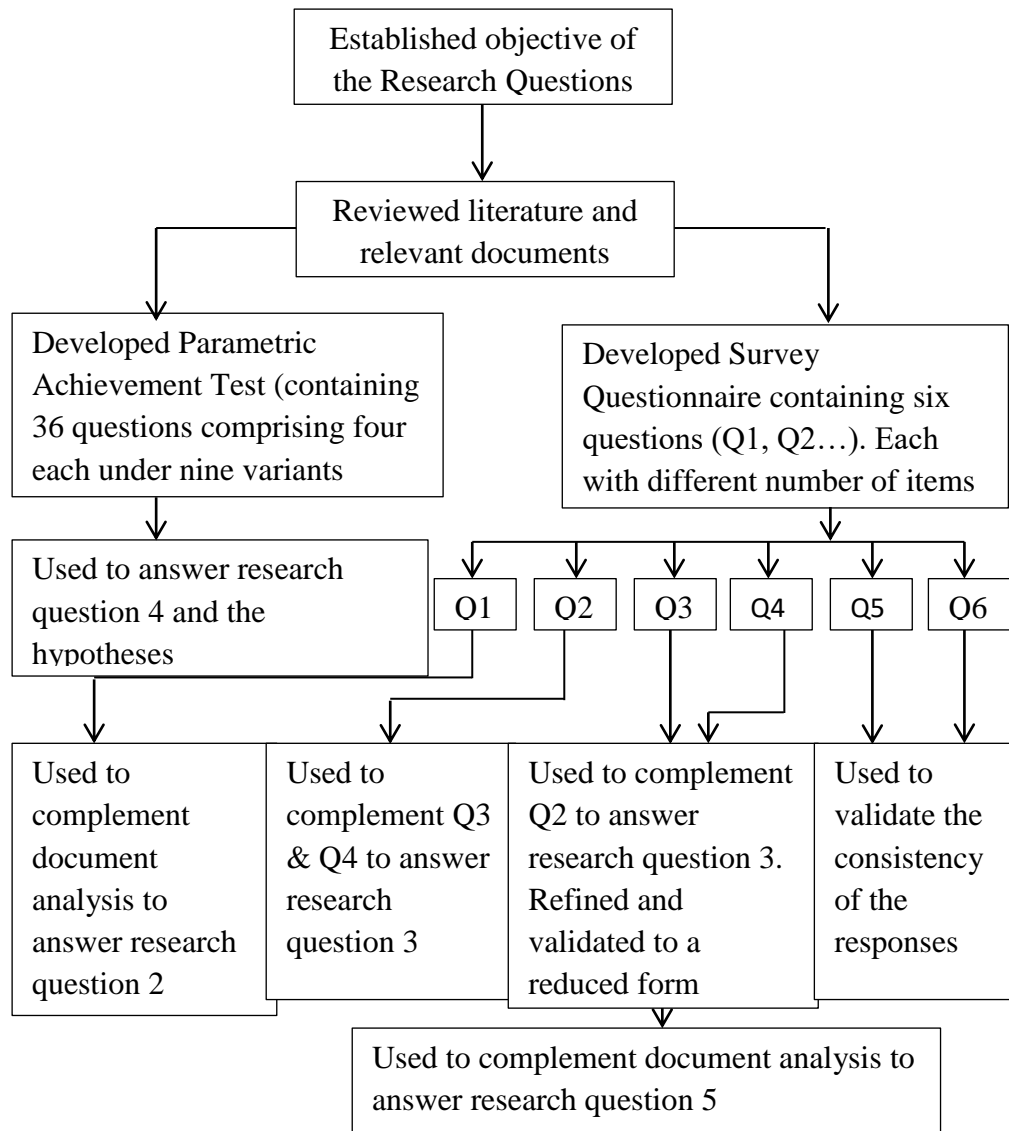 Established objective of
the Research Questions
Reviewed literature and
relevant documents
Developed Parametric
Achievement Test (containing
36 questions comprising four
each under nine variants
Developed Survey
Questionnaire containing six
questions (Q1, Q2…). Each
with different number of items
Used to answer research
question 4 and the
hypotheses
Q1
Q2
Q3
Q4
Q5
Q6
Used to
complement
document
analysis to
answer research
question 2
Used to
complement Q3
& Q4 to answer
research
question 3
Used to complement
Q2 to answer
research question 3.
Refined and
validated to a
reduced form
Used to
validate the
consistency
of the
responses
Used to complement document analysis to
answer research question 5